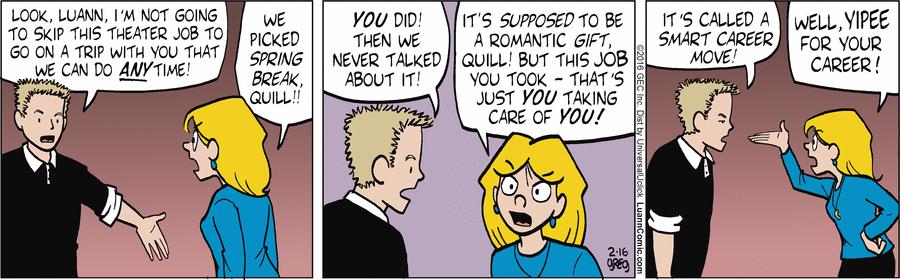 LOOK, LUANN, I'M NOT GOING
TO SKIP THIS THEATER JOB TO
GO ON A TRIP WITH YOU THAT
WE CAN DO ANY TIME!
WE
PICKED
SPRING
BREAK,
QUILL!!
YOU DID!
THEN WE
NEVER TALKED
ABOUT IT!
IT'S SUPPOSED TO BE
A ROMANTIC GIFT,
QUILL! BUT THIS JOB
YOU TOOK - THAT'S
JUST YOU TAKING
CARE OF YOU!
2-16
GREG
©2016 GEC Inc. Dist by UniversalUclick LuannComic.com
IT'S CALLED A
SMART CAREER
MOVE!
WELL, YIPEE
FOR YOUR
CAREER!